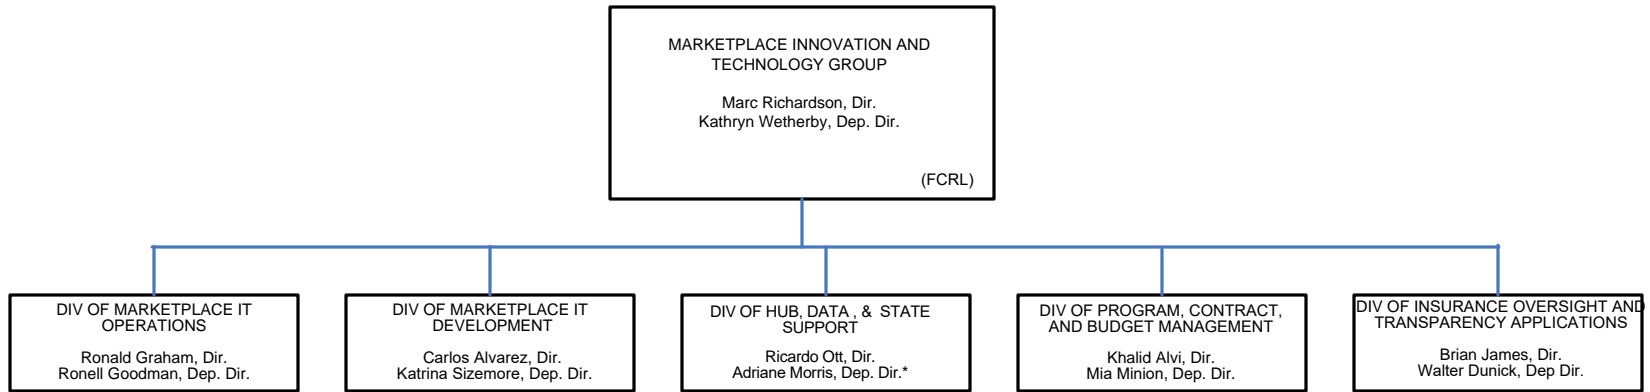 MARKETPLACE INNOVATION AND
TECHNOLOGY GROUP
Marc Richardson, Dir.
Kathryn Wetherby, Dep. Dir.
(FCRL)
DIV OF MARKETPLACE IT
OPERATIONS
Ronald Graham, Dir.
Ronell Goodman, Dep. Dir.
DIV OF MARKETPLACE IT
DEVELOPMENT
Carlos Alvarez, Dir.
Katrina Sizemore, Dep. Dir.
DIV OF HUB, DATA , & STATE
SUPPORT
Ricardo Ott, Dir.
Adriane Morris, Dep. Dir.*
DIV OF PROGRAM, CONTRACT,
AND BUDGET MANAGEMENT
Khalid Alvi, Dir.
Mia Minion, Dep. Dir.
DIV OF INSURANCE OVERSIGHT AND
TRANSPARENCY APPLICATIONS
Brian James, Dir.
Walter Dunick, Dep Dir.